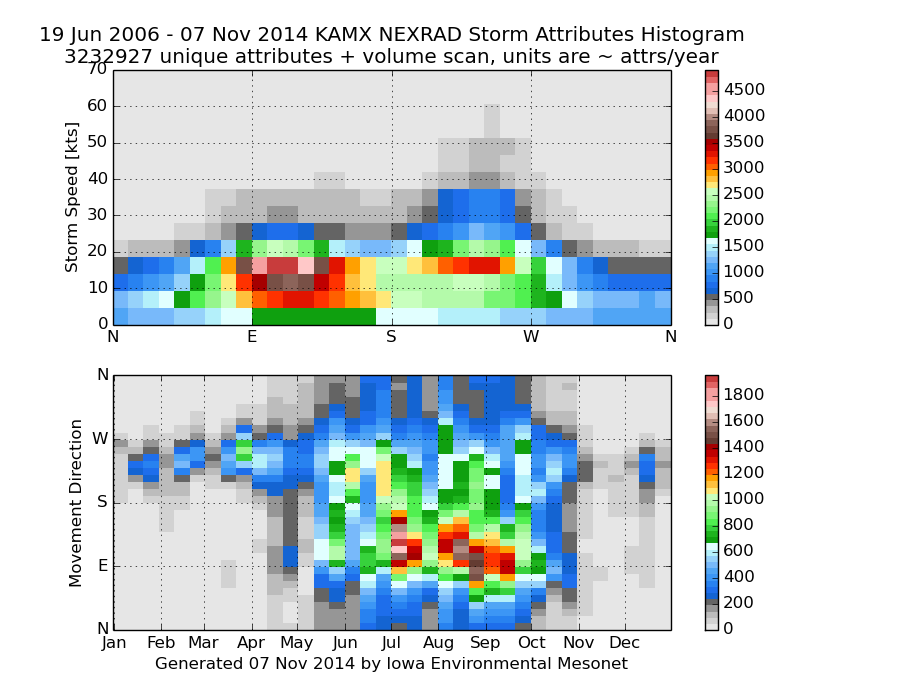 19 Jun 2006 - 07 Nov 2014 KAMX NEXRAD Storm Attributes Histogram
3232927 unique attributes + volume scan, units are ~ attrs/year
Storm Speed [kts]
70
60
50
40
30
20
10
0
N E S W N
4500
4000
3500
3000
2500
2000
1500
1000
500
0
Movement Direction
N
W
S
E
N
Jan Feb Mar Apr May Jun Jul Aug Sep Oct Nov Dec
1800
1600
1400
1200
1000
800
600
400
200
0
Generated 07 Nov 2014 by Iowa Environmental Mesonet